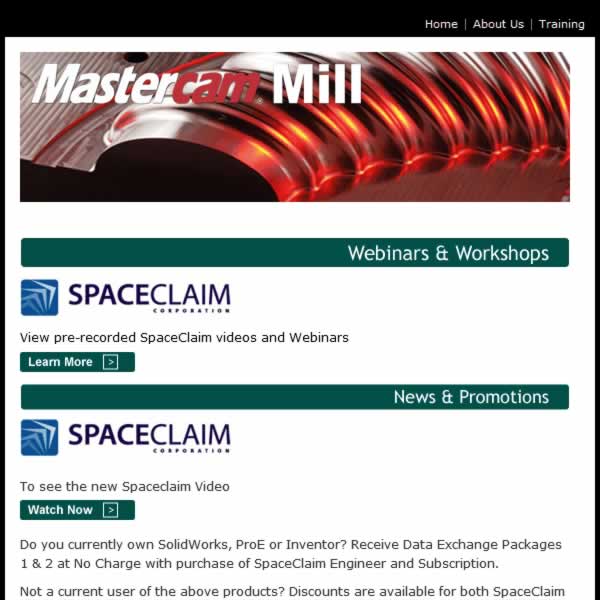 Home | About Us | Training
Mastercam® Mill
Webinars & Workshops
SPACECLAIM
CORPORATION
View pre-recorded SpaceClaim videos and Webinars
Learn More >
News & Promotions
SPACECLAIM
CORPORATION
To see the new Spaceclaim Video
Watch Now >
Do you currently own SolidWorks, ProE or Inventor? Receive Data Exchange Packages
1 & 2 at No Charge with purchase of SpaceClaim Engineer and Subscription.
Not a current user of the above products? Discounts are available for both SpaceClaim